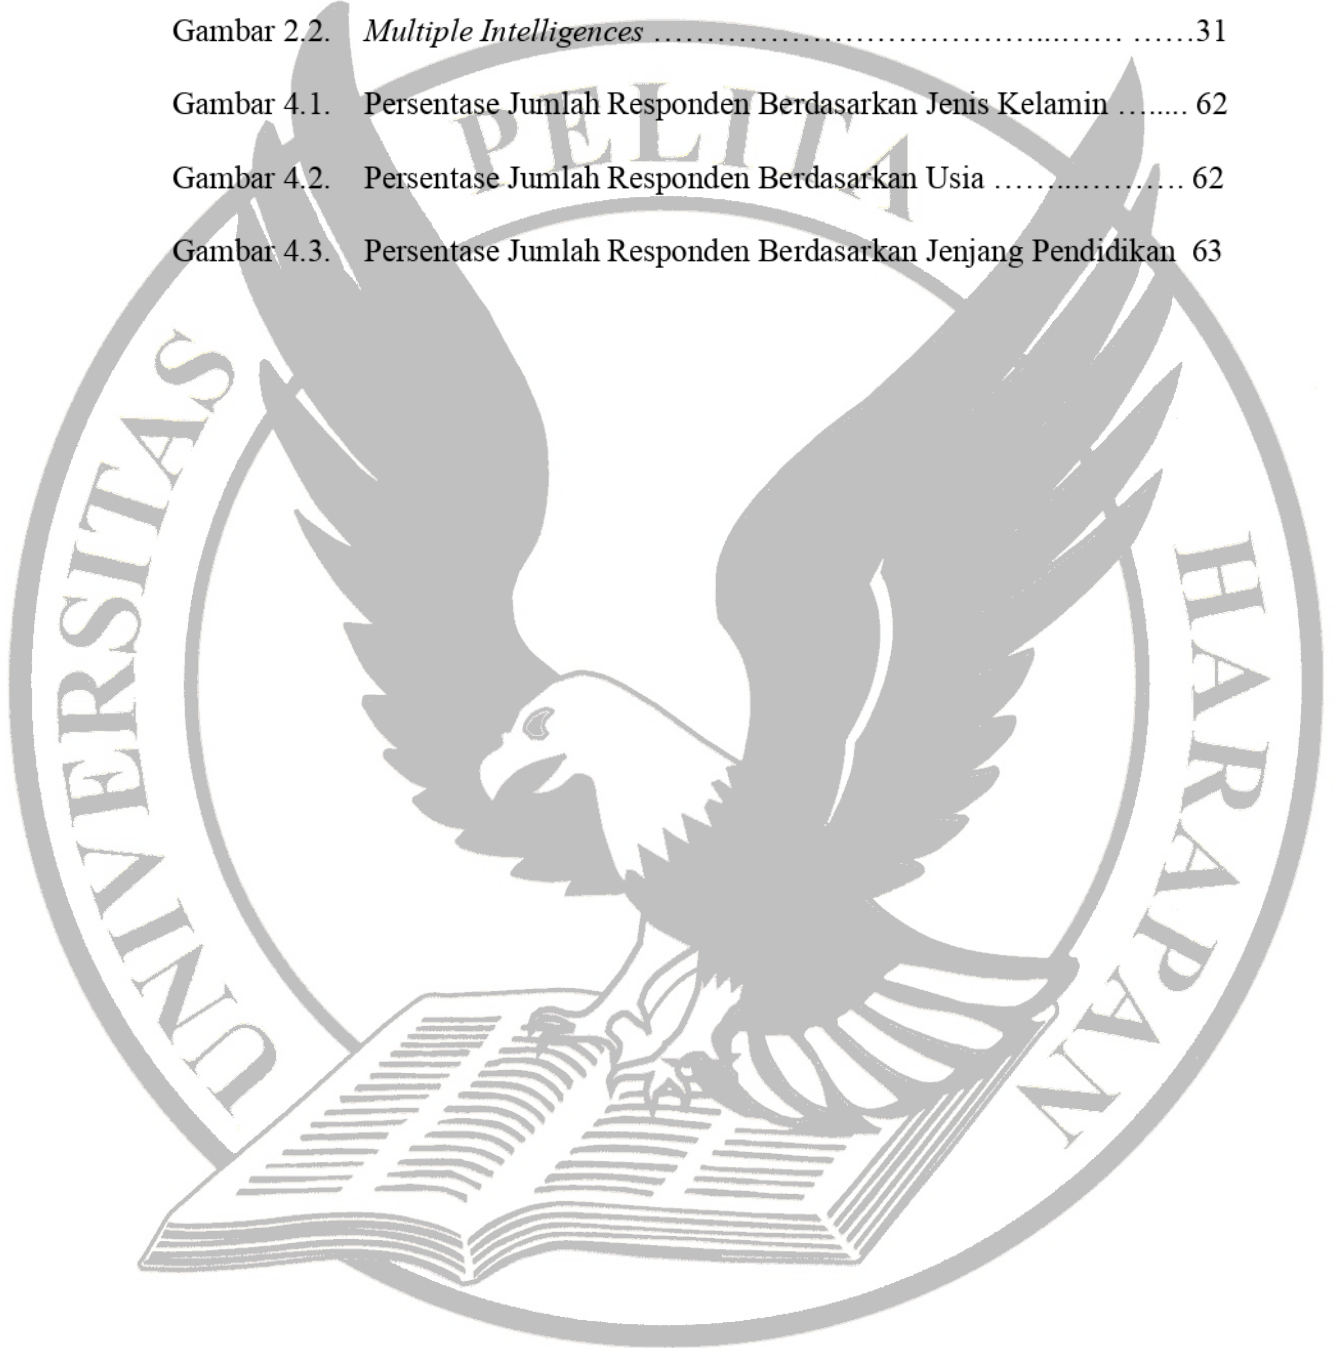 Gambar 2.2. Multiple Intelligences ……………………………....…… ……31
Gambar 4.1. Persentase Jumlah Responden Berdasarkan Jenis Kelamin …..... 62
Gambar 4.2. Persentase Jumlah Responden Berdasarkan Usia ……...………. 62
Gambar 4.3. Persentase Jumlah Responden Berdasarkan Jenjang Pendidikan 63
UNIVERSITAS
PELITA
HARAPAN